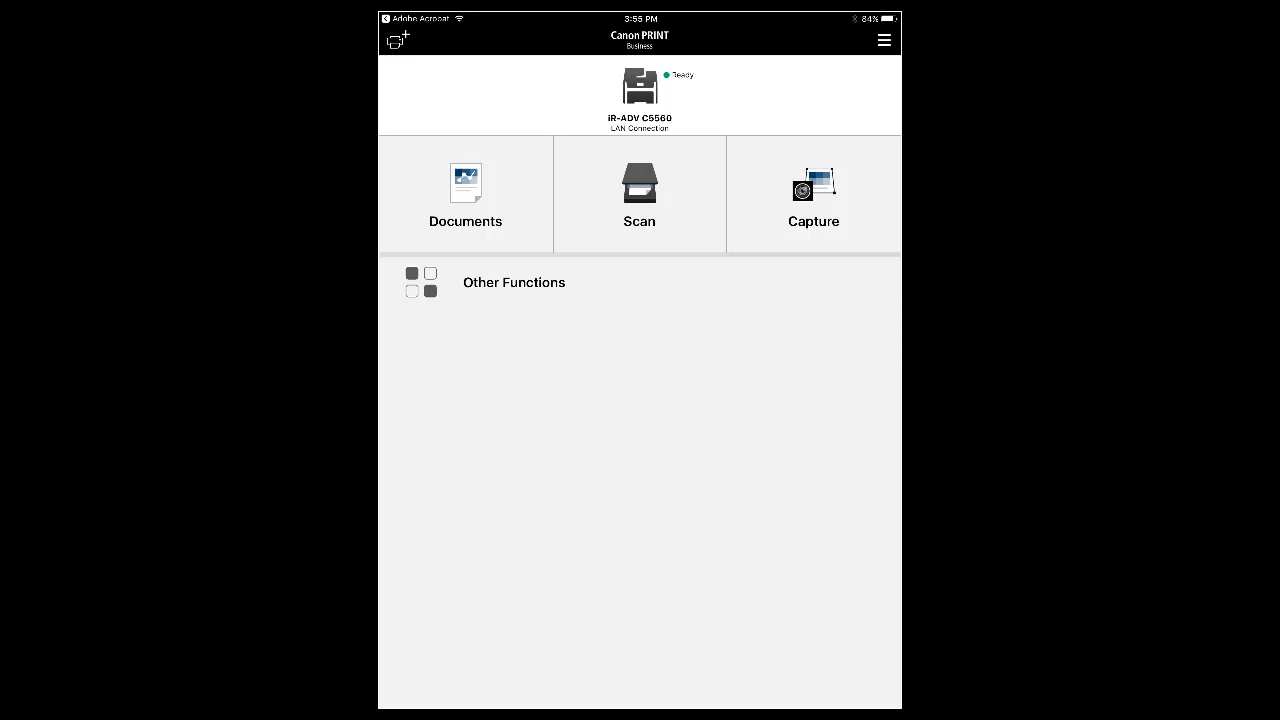 Adobe Acrobat 3:55 PM 84%
Canon PRINT
Business
Ready
iR-ADV C5560
LAN Connection
Documents Scan Capture
Other Functions